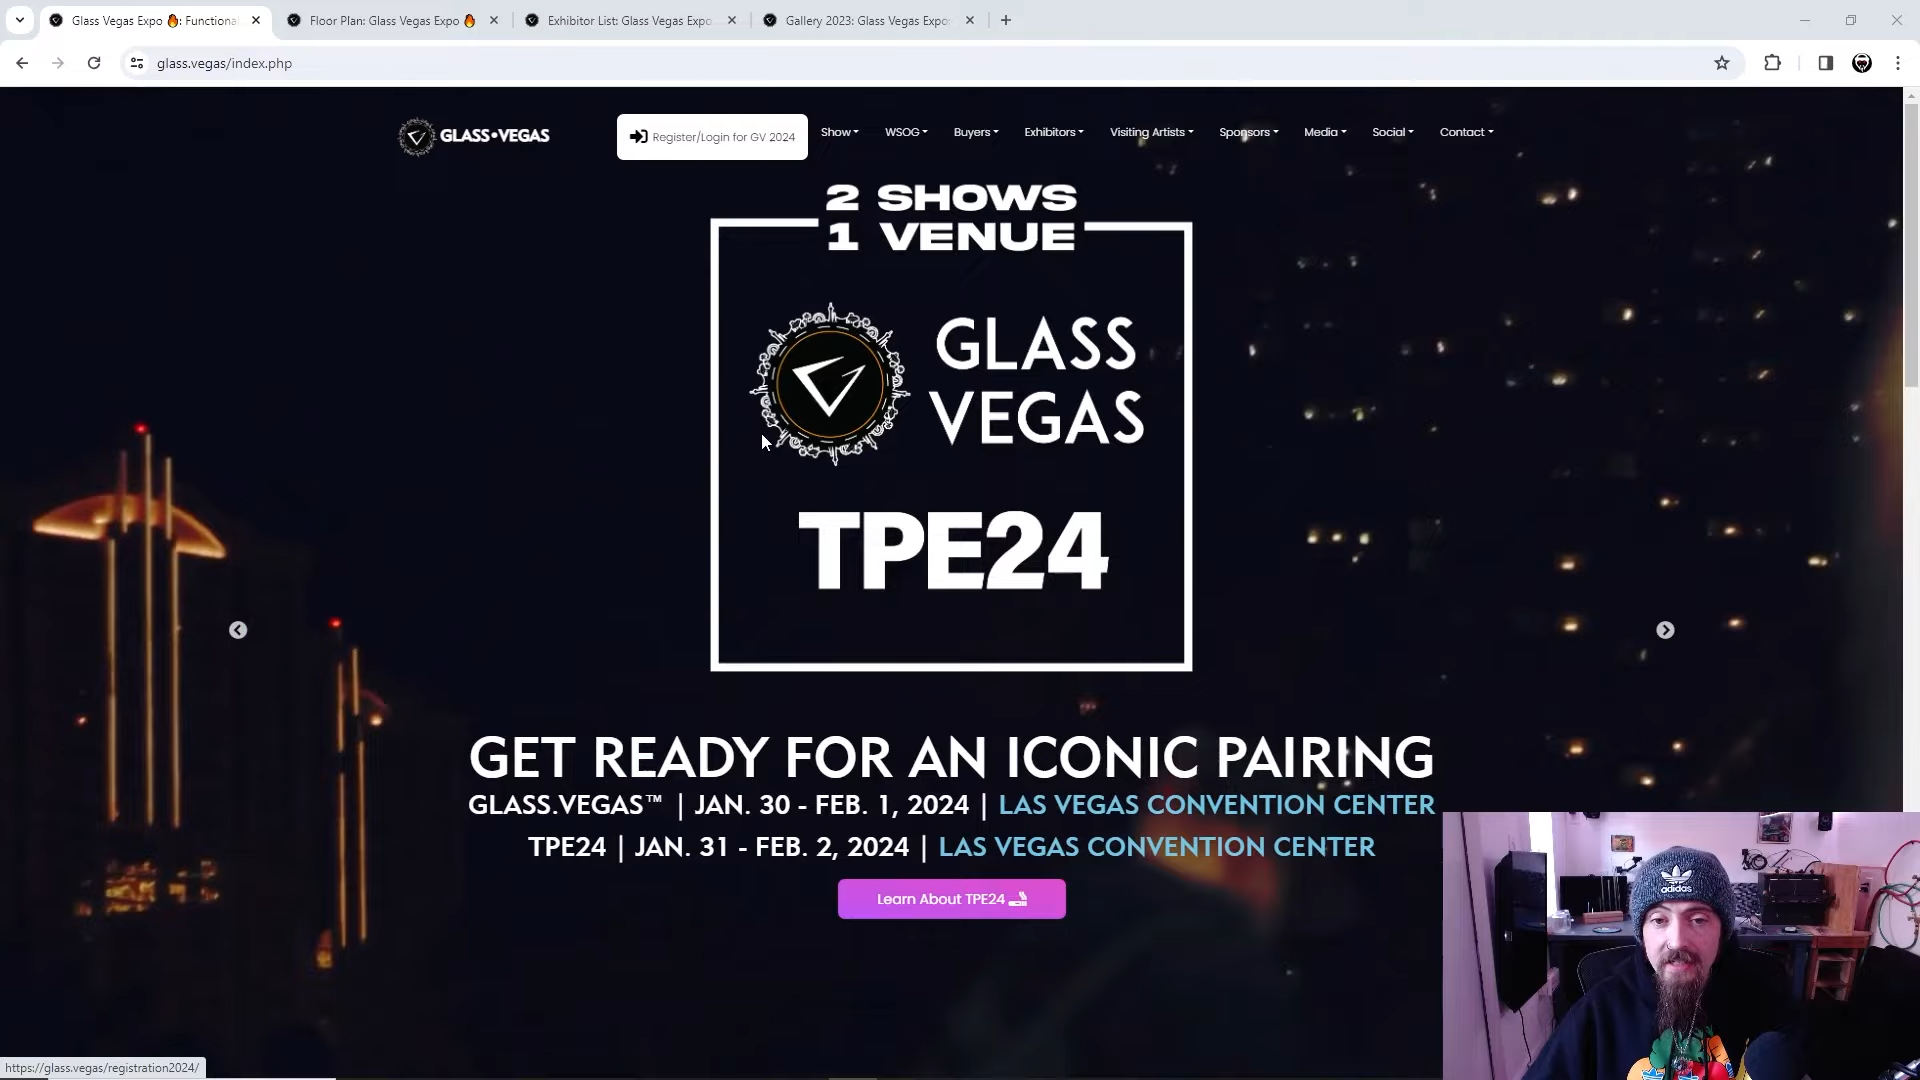 Glass Vegas Expo 🔥: Functional
Floor Plan: Glass Vegas Expo 🔥
Exhibitor List: Glass Vegas Expo
Gallery 2023: Glass Vegas Expo
glass.vegas/index.php
GLASS•VEGAS
Register/Login for GV 2024
Show
WSOG
Buyers
Exhibitors
Visiting Artists
Sponsors
Media
Social
Contact
2 SHOWS
1 VENUE
GLASS
VEGAS
TPE24
GET READY FOR AN ICONIC PAIRING
GLASS.VEGAS™ | JAN. 30 - FEB. 1, 2024 | LAS VEGAS CONVENTION CENTER
TPE24 | JAN. 31 - FEB. 2, 2024 | LAS VEGAS CONVENTION CENTER
Learn About TPE24
adidas
https://glass.vegas/registration2024/